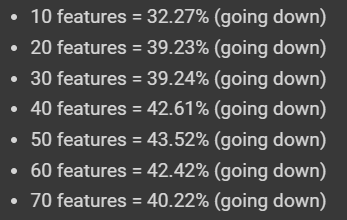 • 10 features = 32.27% (going down)
• 20 features = 39.23% (going down)
• 30 features = 39.24% (going down)
• 40 features = 42.61% (going down)
• 50 features = 43.52% (going down)
• 60 features = 42.42% (going down)
• 70 features = 40.22% (going down)